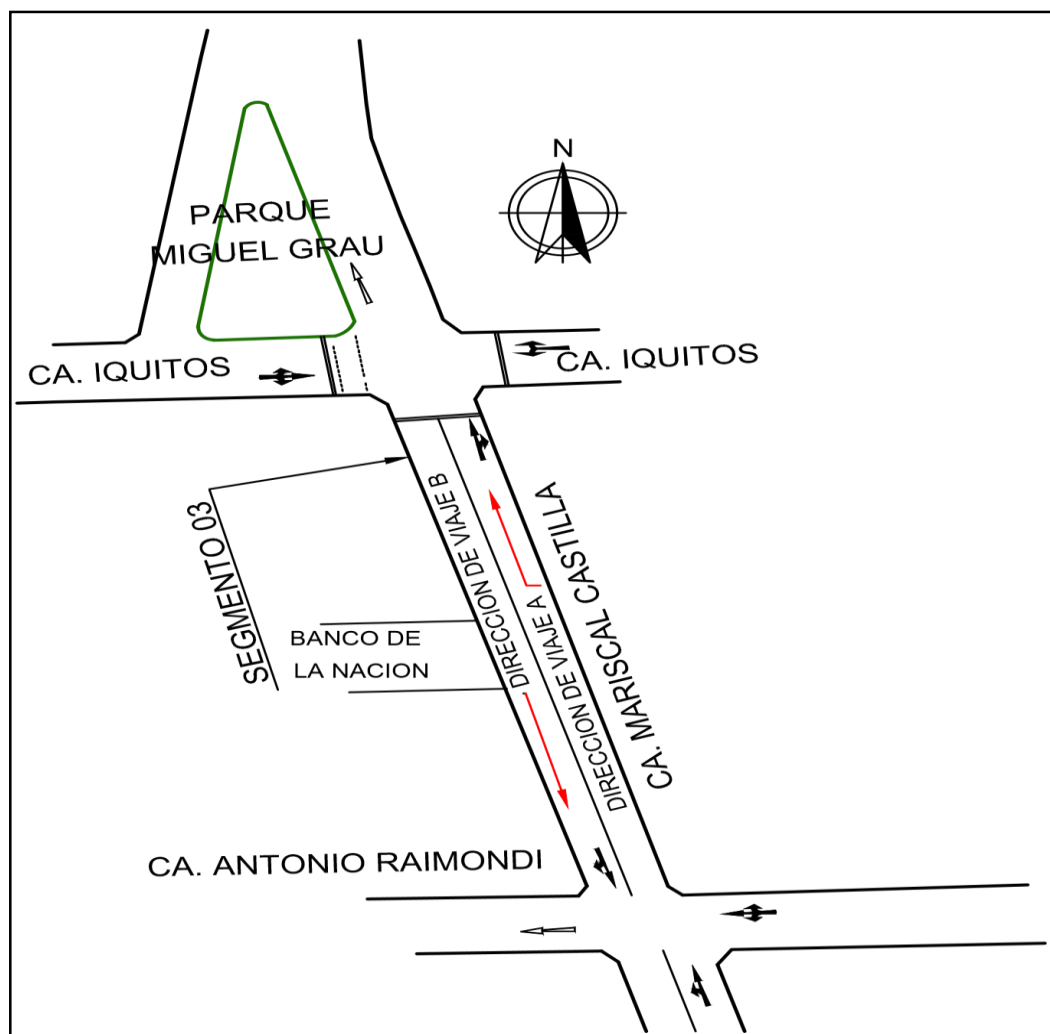 N
PARQUE
MIGUEL GRAU
CA. IQUITOS
CA. IQUITOS
SEGMENTO 03
DIRECCION DE VIAJE B
DIRECCION DE VIAJE A
CA. MARISCAL CASTILLA
BANCO DE
LA NACION
CA. ANTONIO RAIMONDI